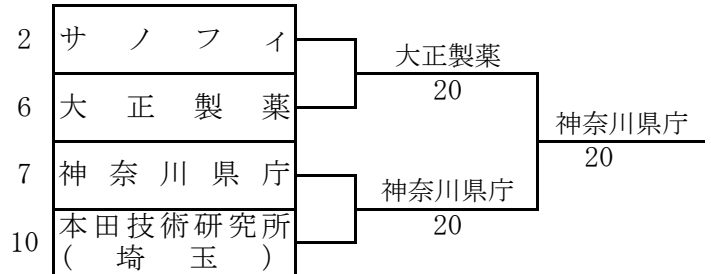 2 サノフィ
6 大正製薬
7 神奈川県庁
10 本田技術研究所
(埼玉)
大正製薬
20
神奈川県庁
20
神奈川県庁
20